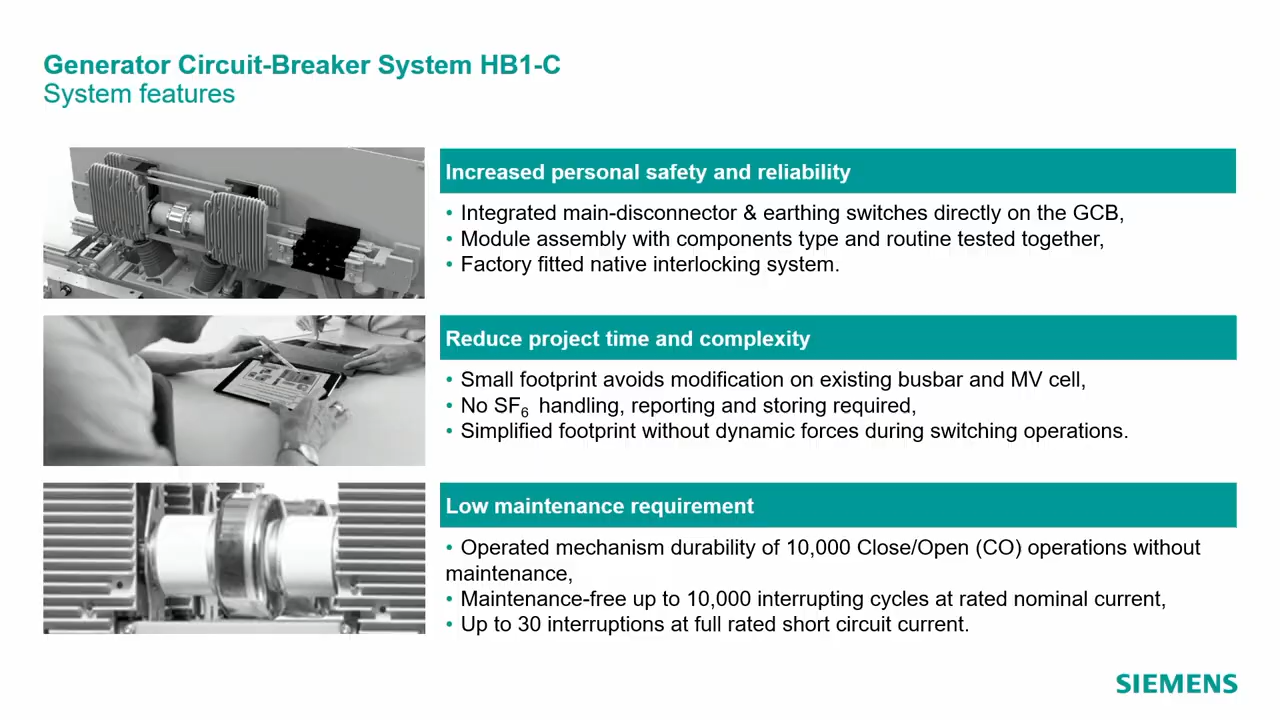 Generator Circuit-Breaker System HB1-C
System features
Increased personal safety and reliability
• Integrated main-disconnector & earthing switches directly on the GCB,
• Module assembly with components type and routine tested together,
• Factory fitted native interlocking system.
Reduce project time and complexity
• Small footprint avoids modification on existing busbar and MV cell,
• No SF₆ handling, reporting and storing required,
• Simplified footprint without dynamic forces during switching operations.
Low maintenance requirement
• Operated mechanism durability of 10,000 Close/Open (CO) operations without
maintenance,
• Maintenance-free up to 10,000 interrupting cycles at rated nominal current,
• Up to 30 interruptions at full rated short circuit current.
SIEMENS